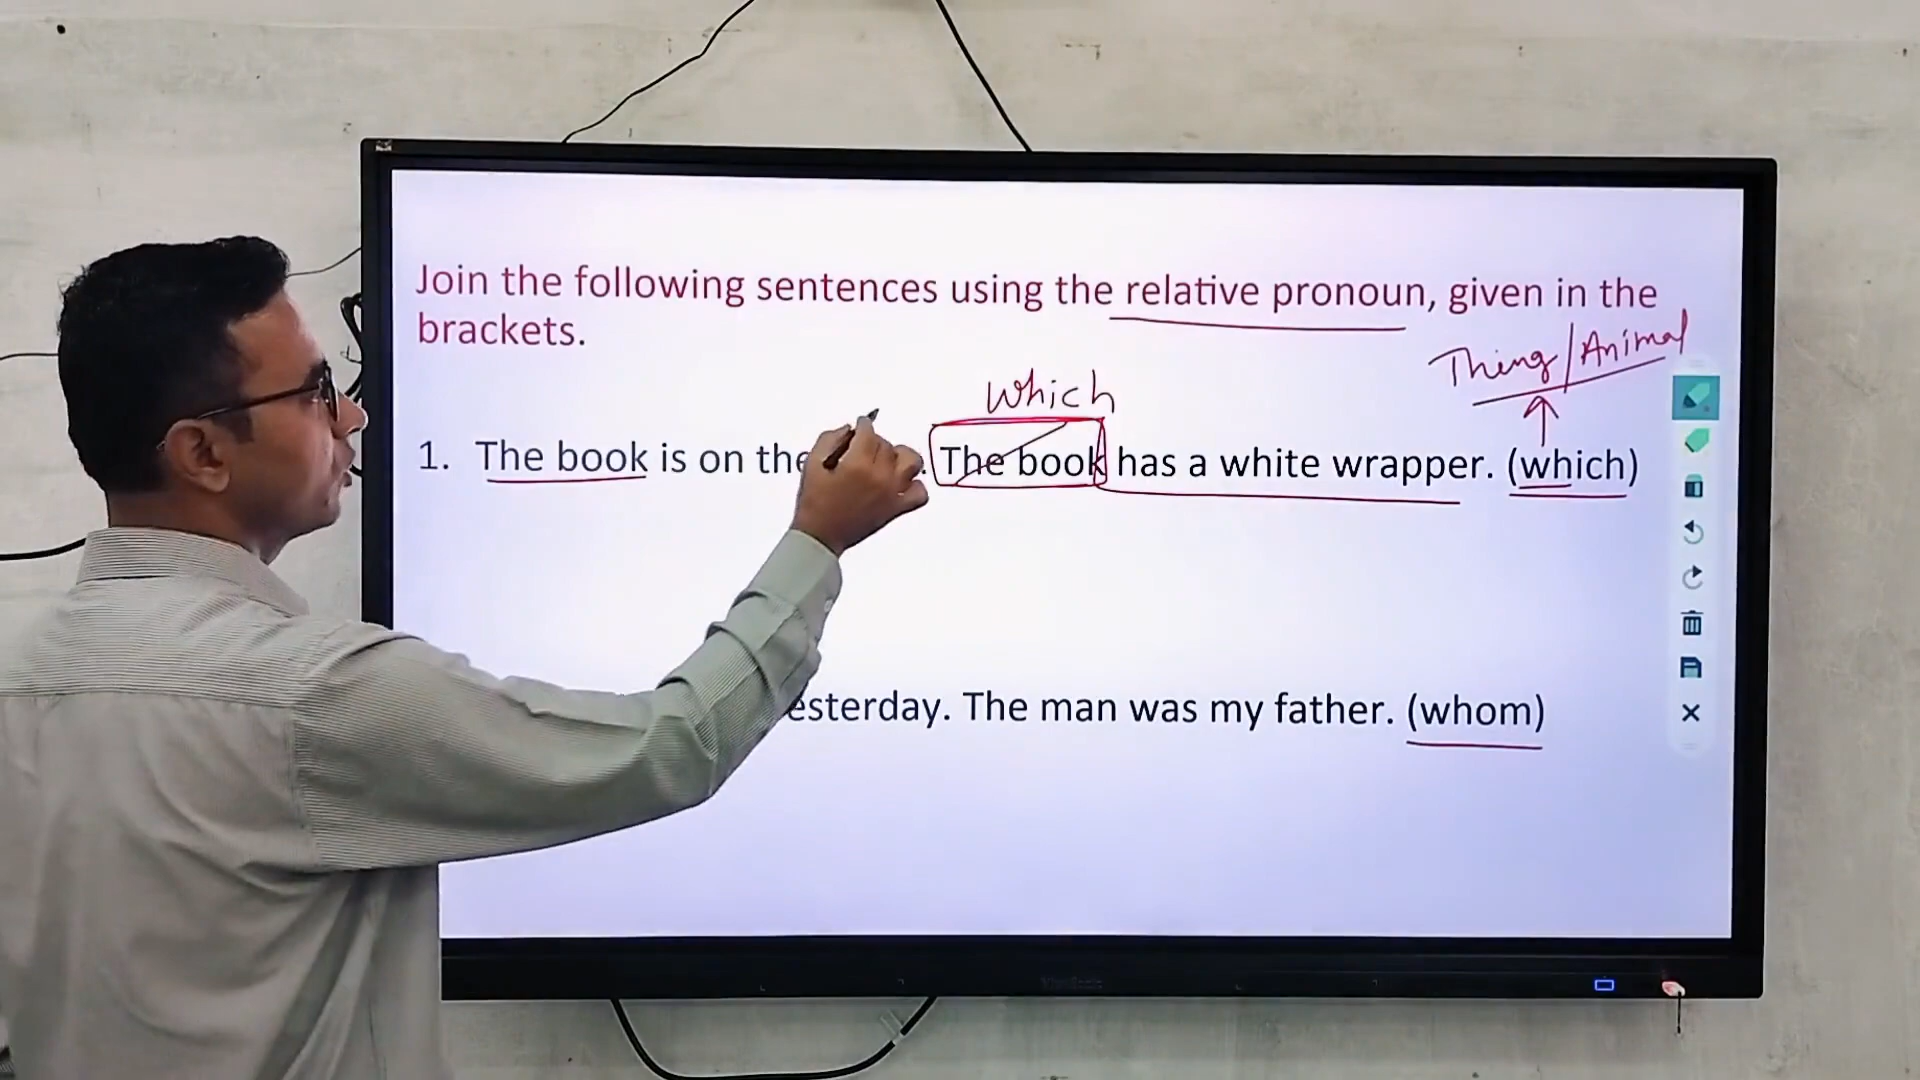 Join the following sentences using the relative pronoun, given in the
brackets.
Thing/Animal
Which
1. The book is on the . The book has a white wrapper. (which)
esterday. The man was my father. (whom)
ViewSonic